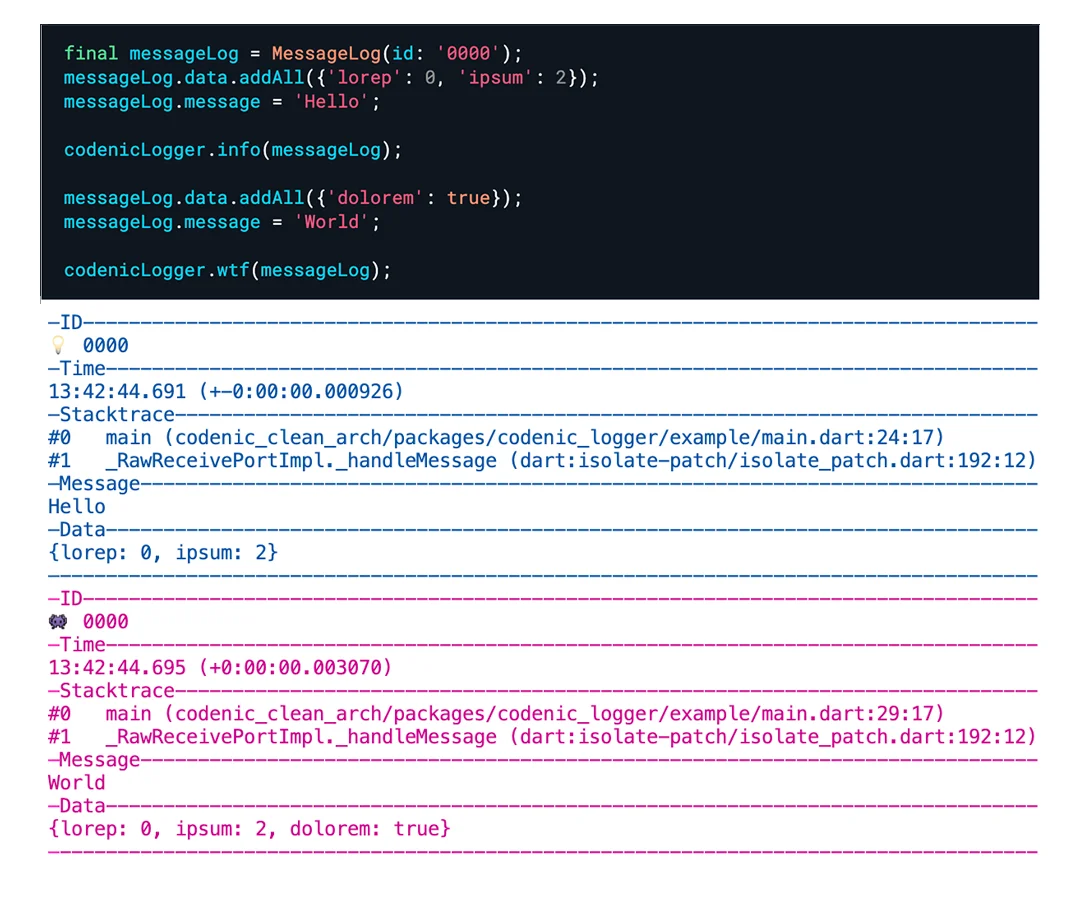 final messageLog = MessageLog(id: '0000');
messageLog.data.addAll({'lorep': 0, 'ipsum': 2});
messageLog.message = 'Hello';
codenicLogger.info(messageLog);
messageLog.data.addAll({'dolorem': true});
messageLog.message = 'World';
codenicLogger.wtf(messageLog);
─ID───────────────────────────────────────────────────────────────────────────────────
💡 0000
─Time─────────────────────────────────────────────────────────────────────────────────
13:42:44.691 (+-0:00:00.000926)
─Stacktrace───────────────────────────────────────────────────────────────────────────
#0   main (codenic_clean_arch/packages/codenic_logger/example/main.dart:24:17)
#1   _RawReceivePortImpl._handleMessage (dart:isolate-patch/isolate_patch.dart:192:12)
─Message──────────────────────────────────────────────────────────────────────────────
Hello
─Data─────────────────────────────────────────────────────────────────────────────────
{lorep: 0, ipsum: 2}
──────────────────────────────────────────────────────────────────────────────────────
─ID───────────────────────────────────────────────────────────────────────────────────
👾 0000
─Time─────────────────────────────────────────────────────────────────────────────────
13:42:44.695 (+0:00:00.003070)
─Stacktrace───────────────────────────────────────────────────────────────────────────
#0   main (codenic_clean_arch/packages/codenic_logger/example/main.dart:29:17)
#1   _RawReceivePortImpl._handleMessage (dart:isolate-patch/isolate_patch.dart:192:12)
─Message──────────────────────────────────────────────────────────────────────────────
World
─Data─────────────────────────────────────────────────────────────────────────────────
{lorep: 0, ipsum: 2, dolorem: true}
──────────────────────────────────────────────────────────────────────────────────────